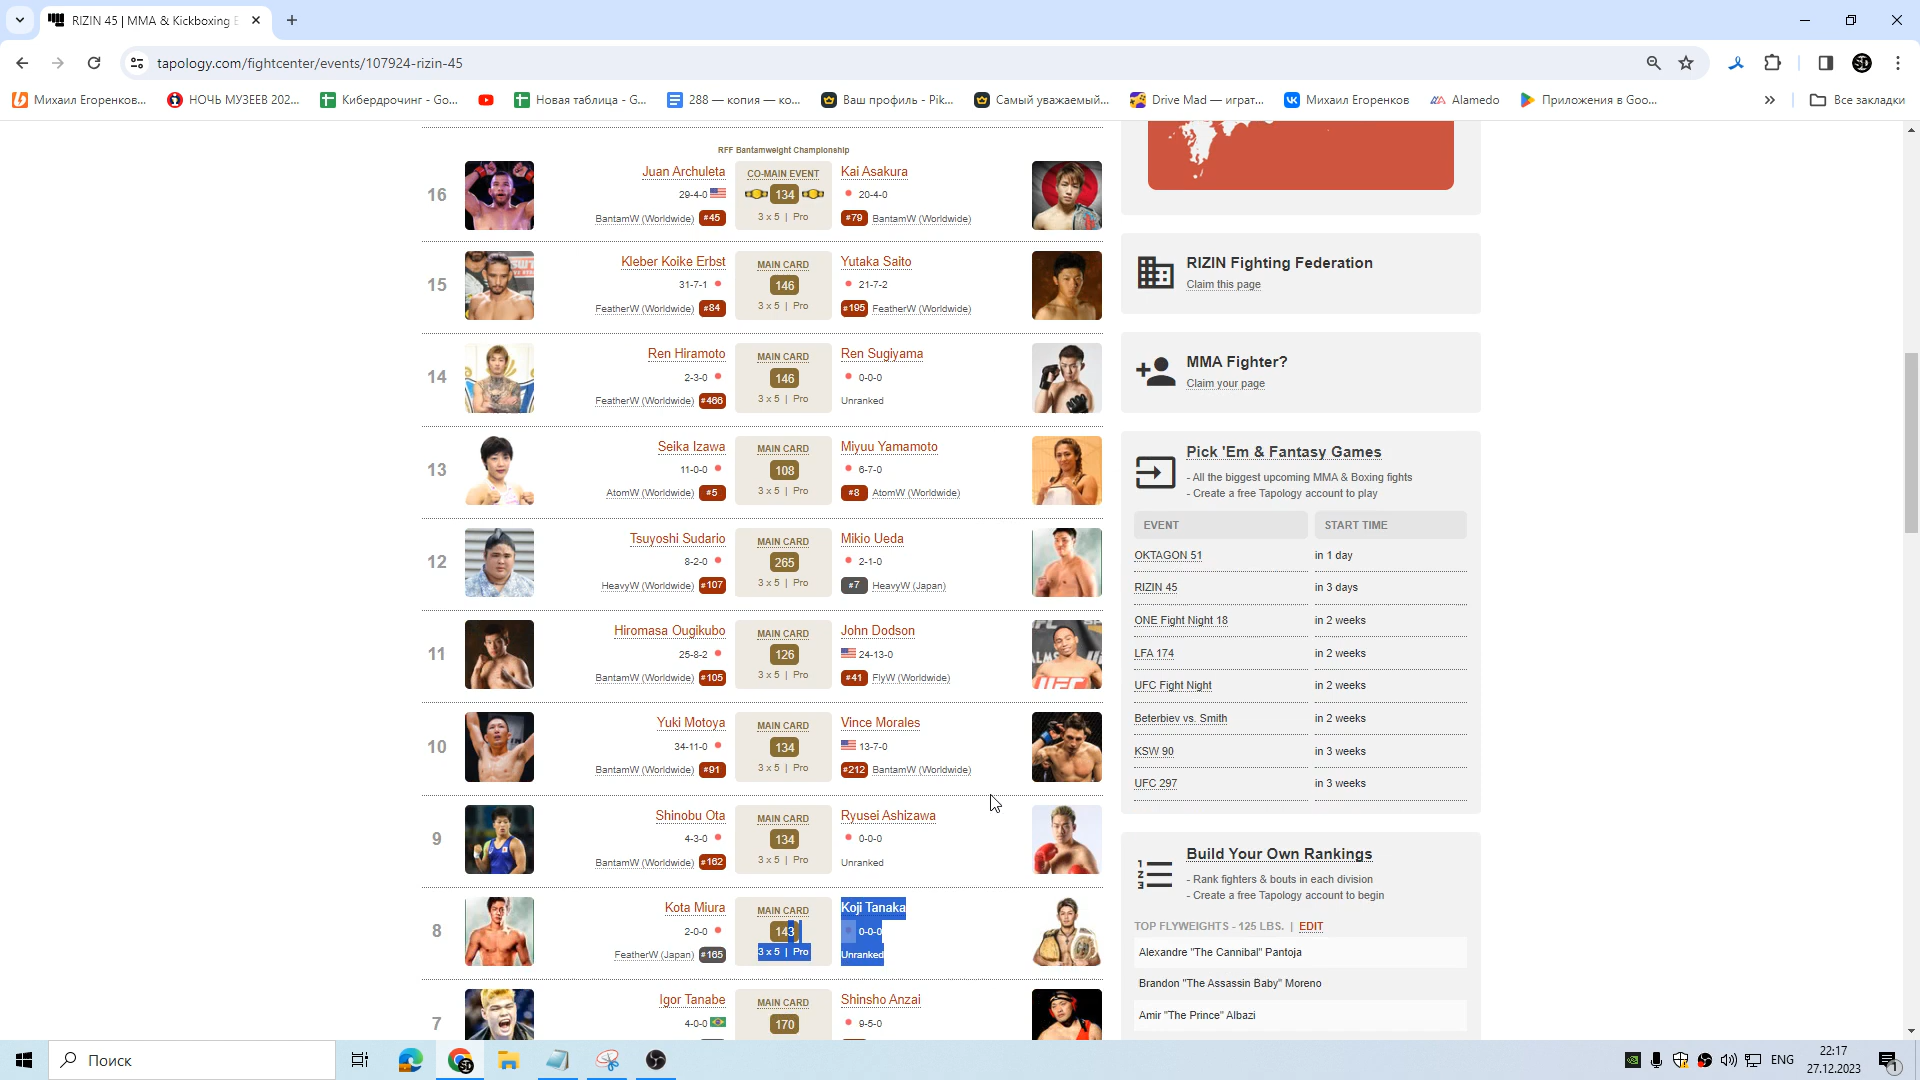 RIZIN 45 | MMA & Kickboxing E
tapology.com/fightcenter/events/107924-rizin-45
Михаил Егоренков...
НОЧЬ МУЗЕЕВ 202...
Кибердрочинг - Go...
Новая таблица - G...
288 — копия — ко...
Ваш профиль - Pik...
Самый уважаемый...
Drive Mad — играт...
Михаил Егоренков
Alamedo
Приложения в Goo...
Все закладки
RFF Bantamweight Championship
16
Juan Archuleta
29-4-0
BantamW (Worldwide) #45
CO-MAIN EVENT
134
3 x 5 | Pro
Kai Asakura
20-4-0
#79 BantamW (Worldwide)
15
Kleber Koike Erbst
31-7-1
FeatherW (Worldwide) #84
MAIN CARD
146
3 x 5 | Pro
Yutaka Saito
21-7-2
#195 FeatherW (Worldwide)
14
Ren Hiramoto
2-3-0
FeatherW (Worldwide) #466
MAIN CARD
146
3 x 5 | Pro
Ren Sugiyama
0-0-0
Unranked
13
Seika Izawa
11-0-0
AtomW (Worldwide) #5
MAIN CARD
108
3 x 5 | Pro
Miyuu Yamamoto
6-7-0
#8 AtomW (Worldwide)
12
Tsuyoshi Sudario
8-2-0
HeavyW (Worldwide) #107
MAIN CARD
265
3 x 5 | Pro
Mikio Ueda
2-1-0
#7 HeavyW (Japan)
11
Hiromasa Ougikubo
25-8-2
BantamW (Worldwide) #105
MAIN CARD
126
3 x 5 | Pro
John Dodson
24-13-0
#41 FlyW (Worldwide)
UFC
10
Yuki Motoya
34-11-0
BantamW (Worldwide) #91
MAIN CARD
134
3 x 5 | Pro
Vince Morales
13-7-0
#212 BantamW (Worldwide)
9
Shinobu Ota
4-3-0
BantamW (Worldwide) #162
MAIN CARD
134
3 x 5 | Pro
Ryusei Ashizawa
0-0-0
Unranked
8
Kota Miura
2-0-0
FeatherW (Japan) #165
MAIN CARD
143
3 x 5 | Pro
Koji Tanaka
0-0-0
Unranked
7
Igor Tanabe
4-0-0
MAIN CARD
170
Shinsho Anzai
9-5-0
RIZIN Fighting Federation
Claim this page
MMA Fighter?
Claim your page
Pick 'Em & Fantasy Games
- All the biggest upcoming MMA & Boxing fights
- Create a free Tapology account to play
EVENT START TIME
OKTAGON 51 in 1 day
RIZIN 45 in 3 days
ONE Fight Night 18 in 2 weeks
LFA 174 in 2 weeks
UFC Fight Night in 2 weeks
Beterbiev vs. Smith in 2 weeks
KSW 90 in 3 weeks
UFC 297 in 3 weeks
Build Your Own Rankings
- Rank fighters & bouts in each division
- Create a free Tapology account to begin
TOP FLYWEIGHTS - 125 LBS. | EDIT
Alexandre "The Cannibal" Pantoja
Brandon "The Assassin Baby" Moreno
Amir "The Prince" Albazi
Поиск
ENG
22:17
27.12.2023
1